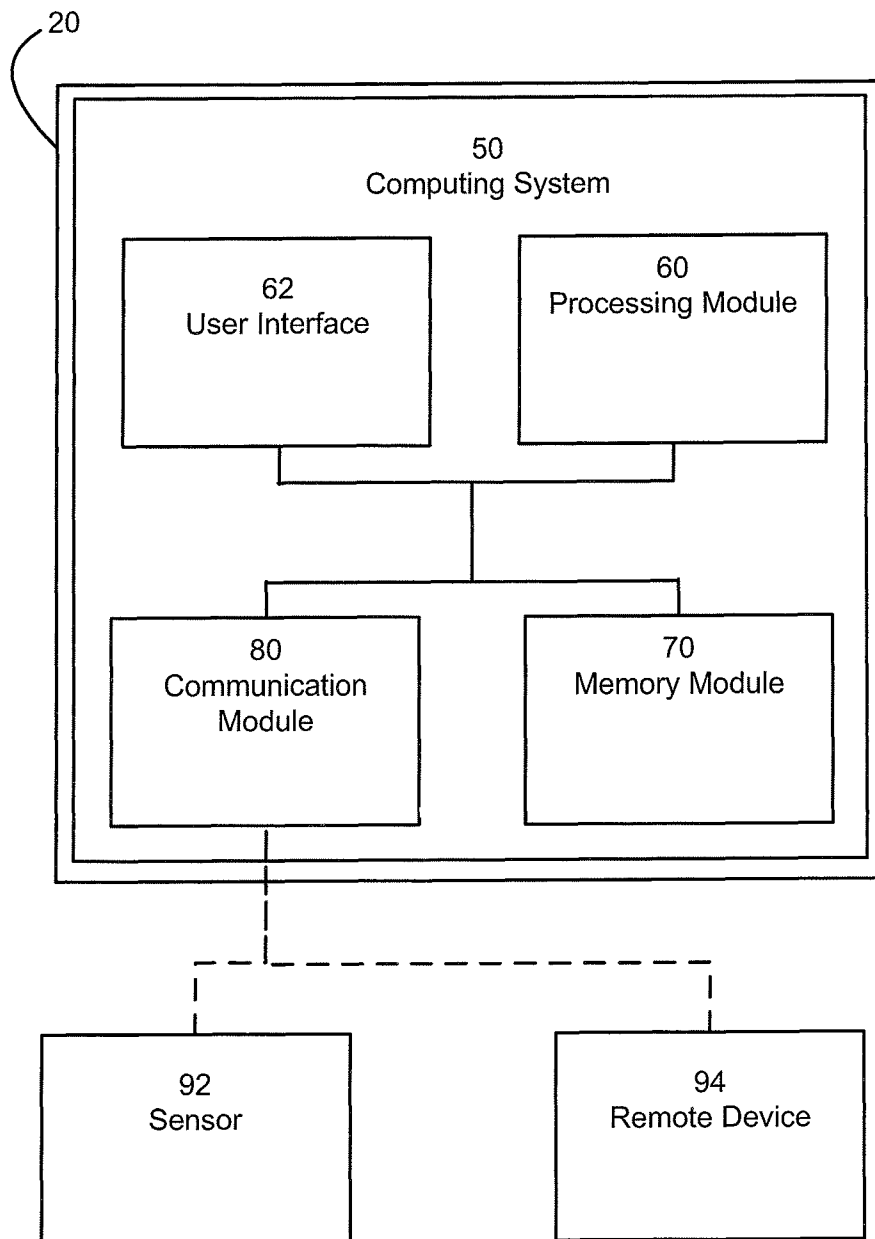 20
50
Computing System
62
User Interface
60
Processing Module
80
Communication
Module
70
Memory Module
92
Sensor
94
Remote Device